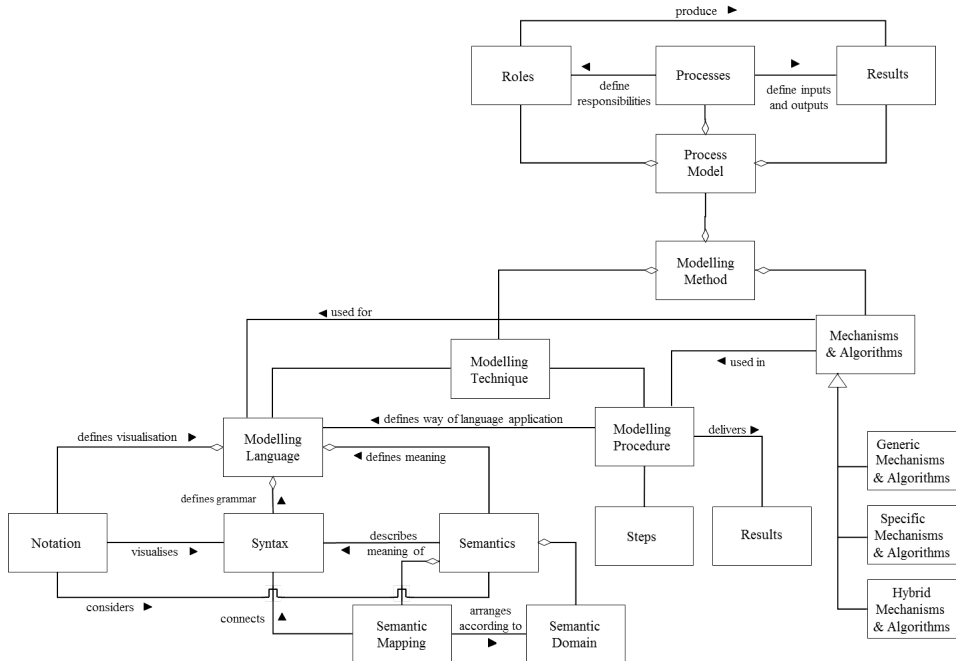 produce
Roles
Processes
Results
define
responsibilities
define inputs
and outputs
Process
Model
Modelling
Method
used for
Mechanisms
& Algorithms
Modelling
Technique
used in
defines way of language application
defines visualisation
Modelling
Language
defines meaning
Modelling
Procedure
delivers
Generic
Mechanisms
& Algorithms
defines grammar
Notation
visualises
Syntax
describes
meaning of
Semantics
Steps
Results
Specific
Mechanisms
& Algorithms
considers
connects
Semantic
Mapping
arranges
according to
Semantic
Domain
Hybrid
Mechanisms
& Algorithms